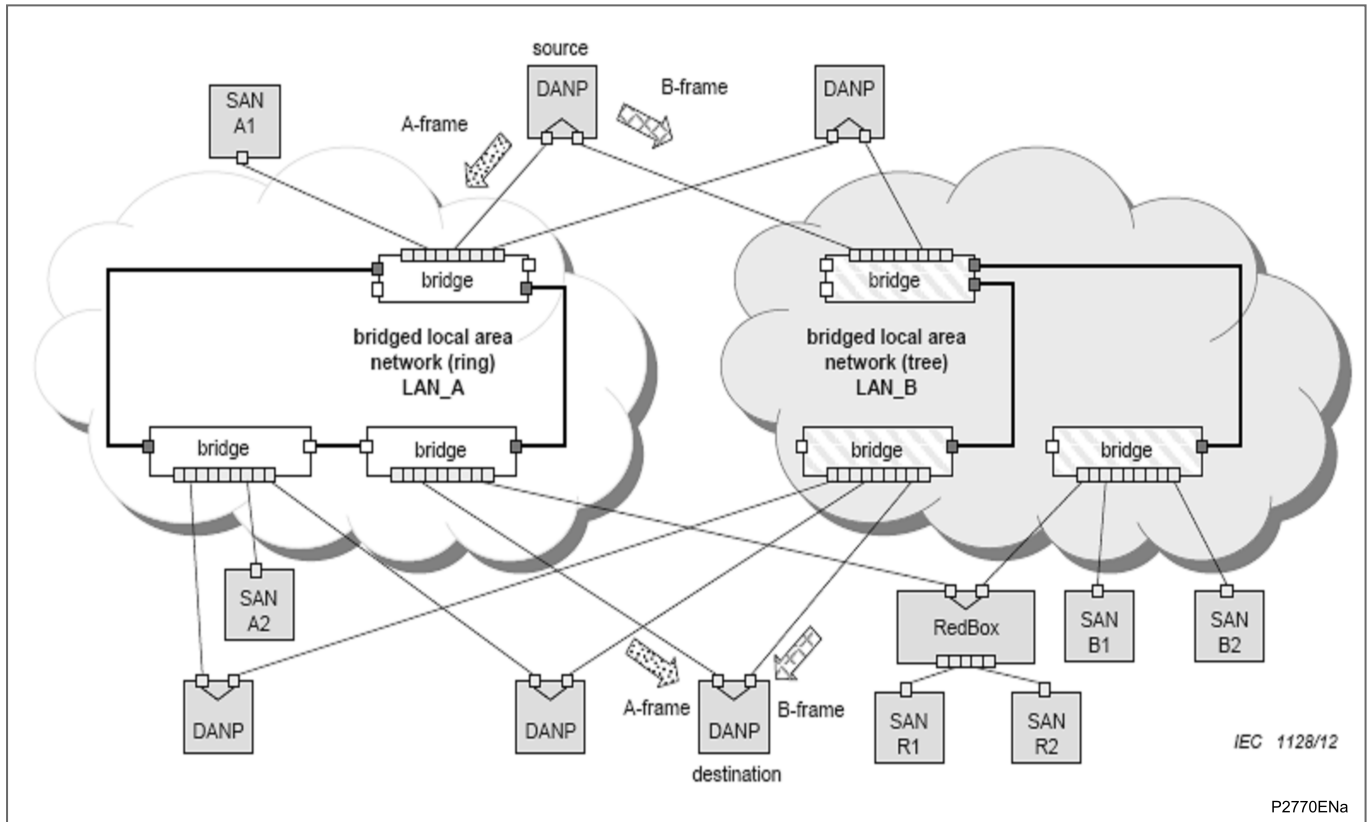 source
DANP
B-frame
DANP
SAN
A1
A-frame
bridge
bridge
bridged local area
network (ring)
LAN_A
bridged local area
network (tree)
LAN_B
bridge
bridge
bridge
bridge
SAN
A2
RedBox
SAN
B1
SAN
B2
DANP
DANP
A-frame
DANP
B-frame
destination
SAN
R1
SAN
R2
IEC 1128/12
P2770ENa